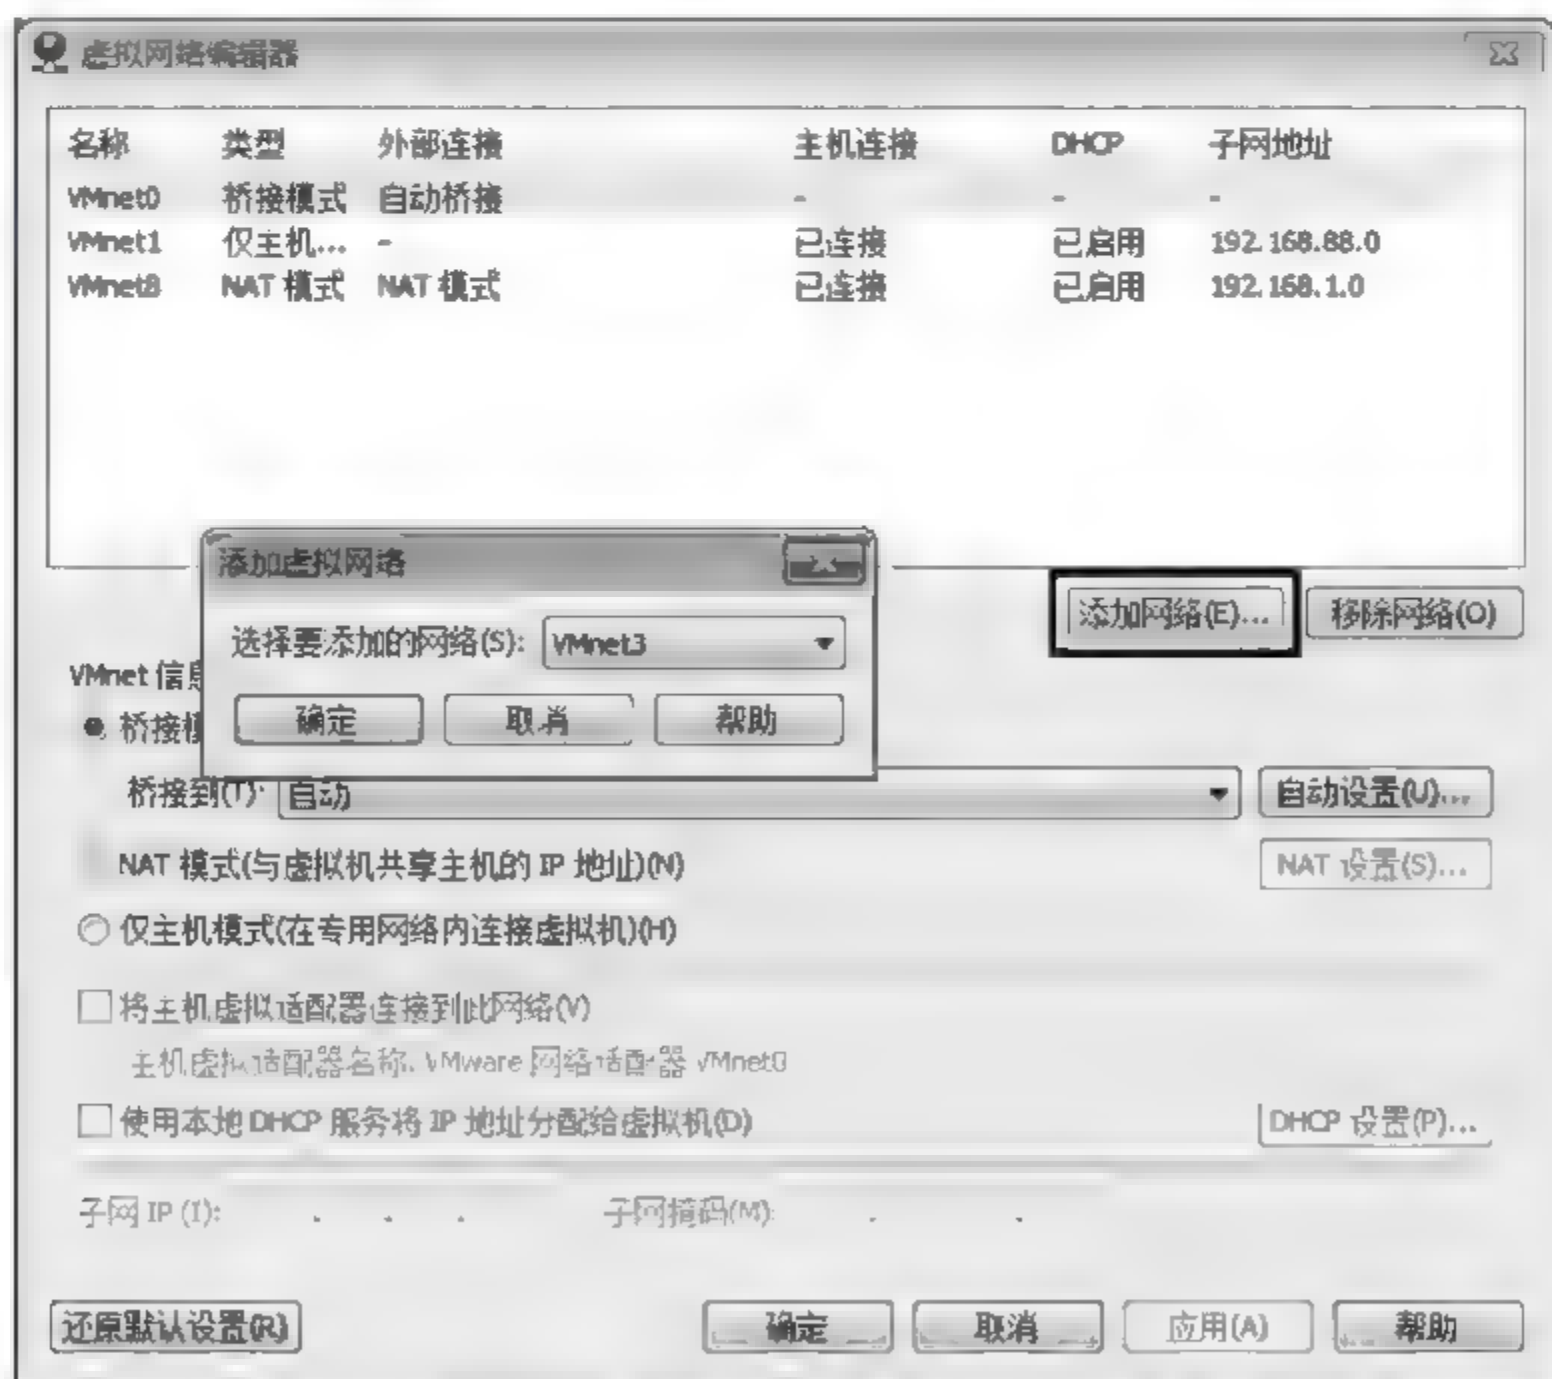 虚拟网络编辑器
名称 类型 外部连接 主机连接 DHCP 子网地址
VMnet0 桥接模式 自动桥接 - - -
VMnet1 仅主机... - 已连接 已启用 192.168.88.0
VMnet8 NAT 模式 NAT 模式 已连接 已启用 192.168.1.0
添加虚拟网络
选择要添加的网络(S): VMnet3
确定 取消 帮助
添加网络(E)... 移除网络(O)
VMnet 信息
桥接模
桥接到(T): 自动 自动设置(U)...
NAT 模式(与虚拟机共享主机的 IP 地址)(N) NAT 设置(S)...
仅主机模式(在专用网络内连接虚拟机)(H)
将主机虚拟适配器连接到此网络(V)
主机虚拟适配器名称: VMware 网络适配器 VMnet0
使用本地 DHCP 服务将 IP 地址分配给虚拟机(D) DHCP 设置(P)...
子网 IP (I): . . . 子网掩码(M): . .
还原默认设置(R) 确定 取消 应用(A) 帮助